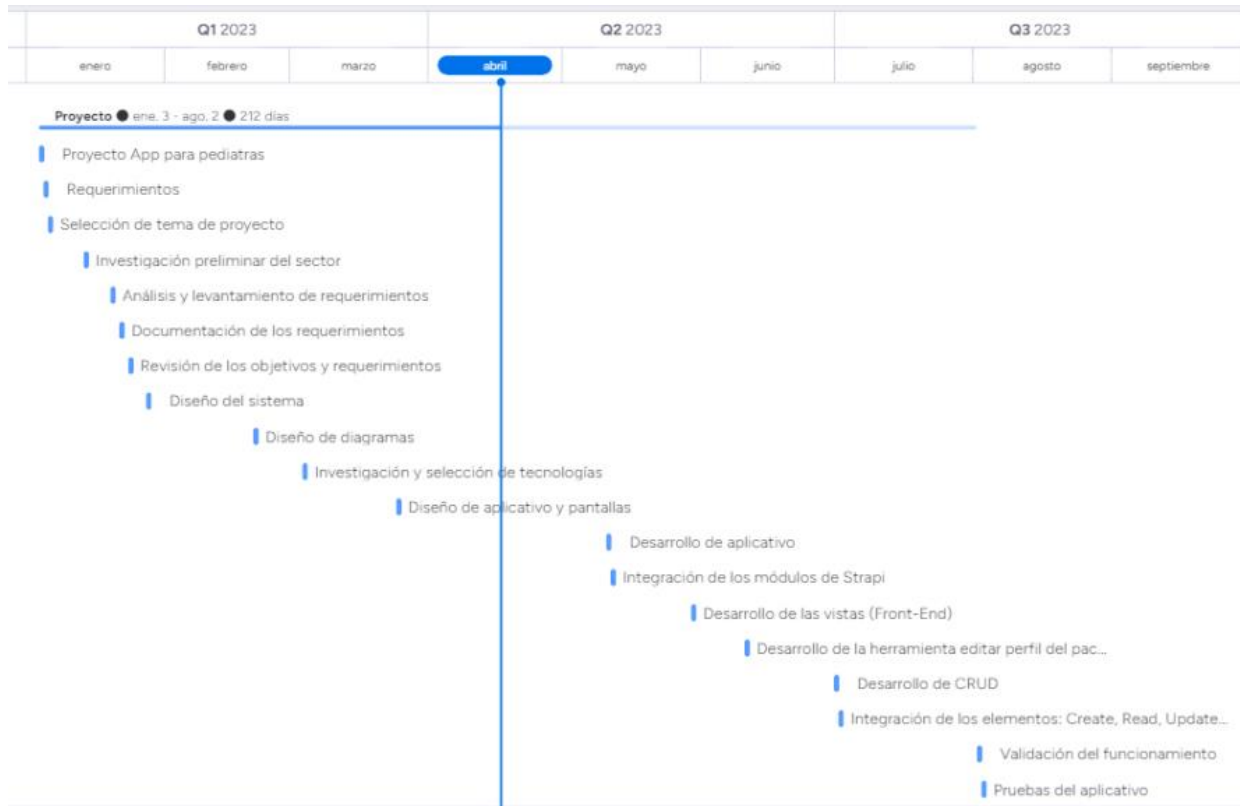 Q1 2023 Q2 2023 Q3 2023
enero febrero marzo abril mayo junio julio agosto septiembre
Proyecto ● ene. 3 - ago. 2 ● 212 días
Proyecto App para pediatras
Requerimientos
Selección de tema de proyecto
Investigación preliminar del sector
Análisis y levantamiento de requerimientos
Documentación de los requerimientos
Revisión de los objetivos y requerimientos
Diseño del sistema
Diseño de diagramas
Investigación y selección de tecnologías
Diseño de aplicativo y pantallas
Desarrollo de aplicativo
Integración de los módulos de Strapi
Desarrollo de las vistas (Front-End)
Desarrollo de la herramienta editar perfil del pac...
Desarrollo de CRUD
Integración de los elementos: Create, Read, Update...
Validación del funcionamiento
Pruebas del aplicativo